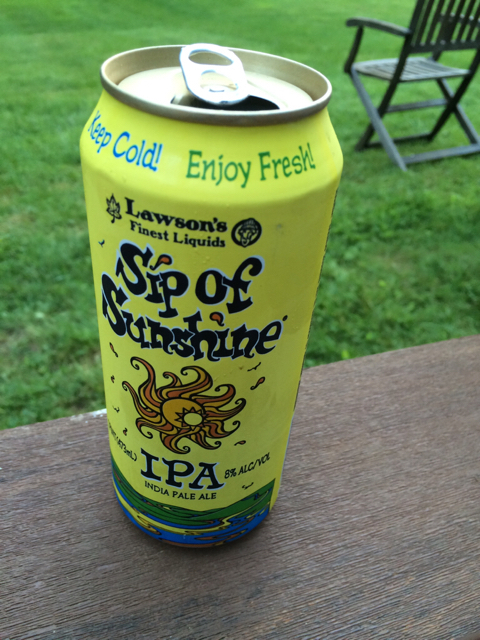 Keep Cold! Enjoy Fresh!
Lawson's
Finest Liquids
Sip of
Sunshine
IPA
8% ALC/VOL
INDIA PALE ALE